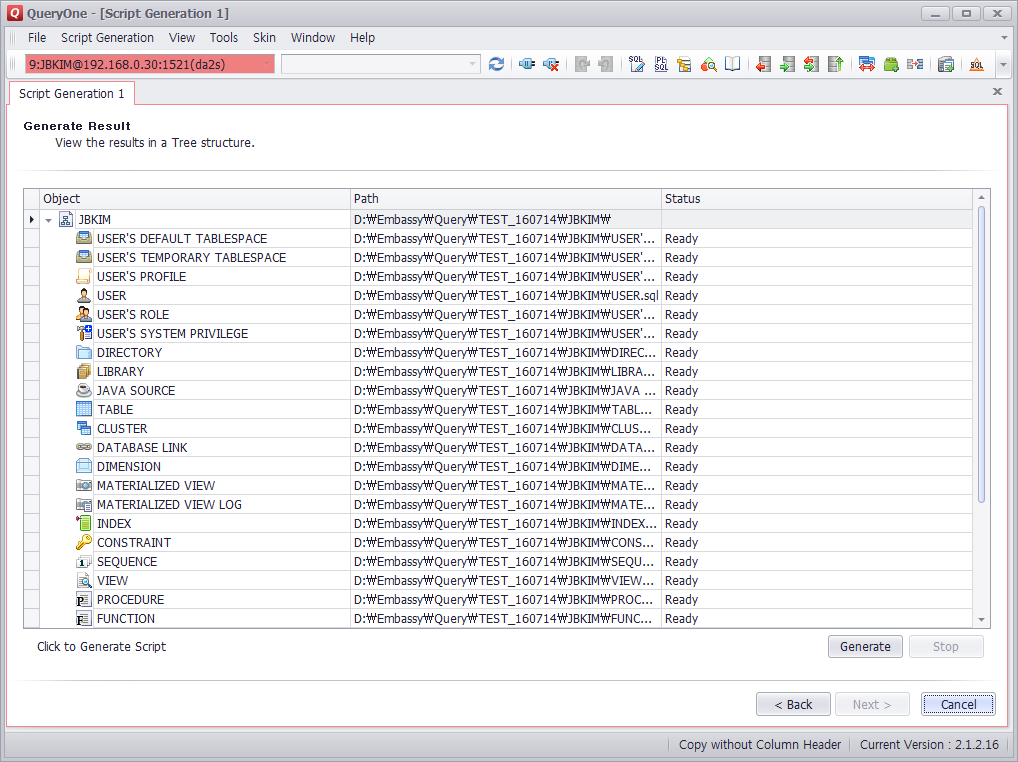 QueryOne - [Script Generation 1]
File Script Generation View Tools Skin Window Help
9:JBKIM@192.168.0.30:1521(da2s)
Script Generation 1
Generate Result
View the results in a Tree structure.
Object Path Status
JBKIM D:₩Embassy₩Query₩TEST_160714₩JBKIM₩
USER'S DEFAULT TABLESPACE D:₩Embassy₩Query₩TEST_160714₩JBKIM₩USER'... Ready
USER'S TEMPORARY TABLESPACE D:₩Embassy₩Query₩TEST_160714₩JBKIM₩USER'... Ready
USER'S PROFILE D:₩Embassy₩Query₩TEST_160714₩JBKIM₩USER'... Ready
USER D:₩Embassy₩Query₩TEST_160714₩JBKIM₩USER.sql Ready
USER'S ROLE D:₩Embassy₩Query₩TEST_160714₩JBKIM₩USER'... Ready
USER'S SYSTEM PRIVILEGE D:₩Embassy₩Query₩TEST_160714₩JBKIM₩USER'... Ready
DIRECTORY D:₩Embassy₩Query₩TEST_160714₩JBKIM₩DIREC... Ready
LIBRARY D:₩Embassy₩Query₩TEST_160714₩JBKIM₩LIBRA... Ready
JAVA SOURCE D:₩Embassy₩Query₩TEST_160714₩JBKIM₩JAVA ... Ready
TABLE D:₩Embassy₩Query₩TEST_160714₩JBKIM₩TABL... Ready
CLUSTER D:₩Embassy₩Query₩TEST_160714₩JBKIM₩CLUS... Ready
DATABASE LINK D:₩Embassy₩Query₩TEST_160714₩JBKIM₩DATA... Ready
DIMENSION D:₩Embassy₩Query₩TEST_160714₩JBKIM₩DIME... Ready
MATERIALIZED VIEW D:₩Embassy₩Query₩TEST_160714₩JBKIM₩MATE... Ready
MATERIALIZED VIEW LOG D:₩Embassy₩Query₩TEST_160714₩JBKIM₩MATE... Ready
INDEX D:₩Embassy₩Query₩TEST_160714₩JBKIM₩INDEX... Ready
CONSTRAINT D:₩Embassy₩Query₩TEST_160714₩JBKIM₩CONS... Ready
SEQUENCE D:₩Embassy₩Query₩TEST_160714₩JBKIM₩SEQU... Ready
VIEW D:₩Embassy₩Query₩TEST_160714₩JBKIM₩VIEW... Ready
PROCEDURE D:₩Embassy₩Query₩TEST_160714₩JBKIM₩PROC... Ready
FUNCTION D:₩Embassy₩Query₩TEST_160714₩JBKIM₩FUNC... Ready
Click to Generate Script Generate Stop
< Back Next > Cancel
Copy without Column Header Current Version : 2.1.2.16